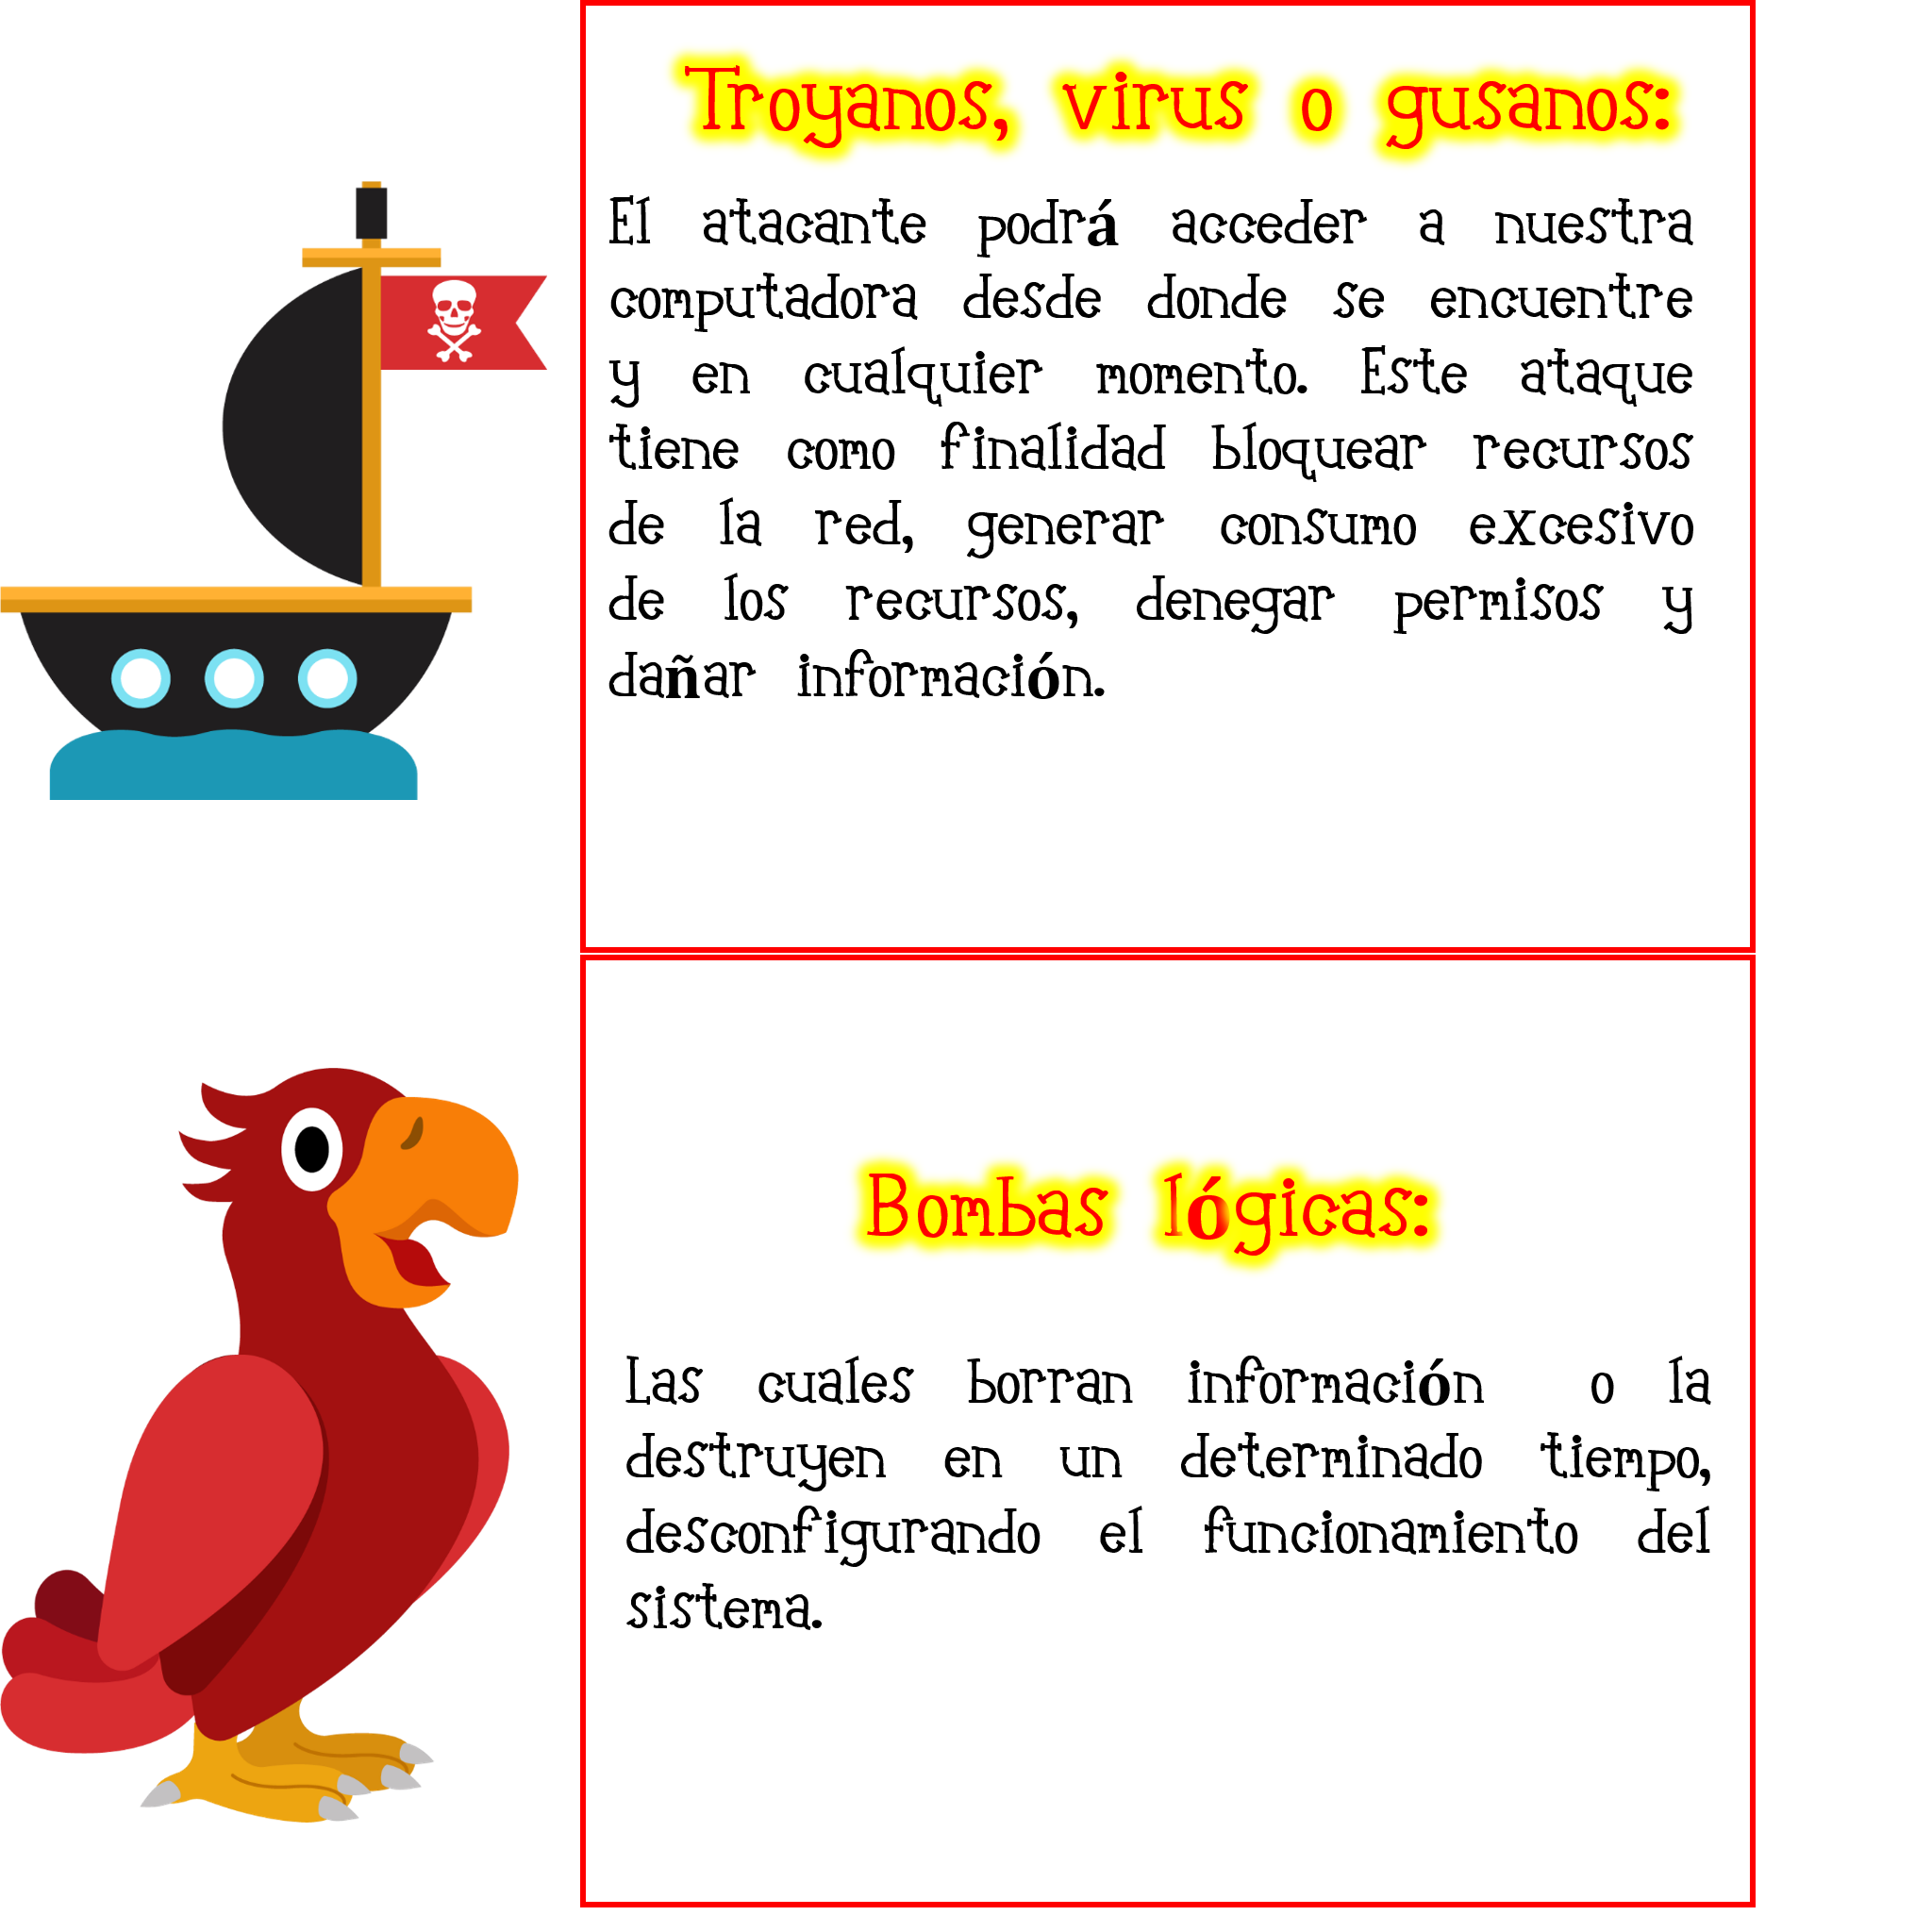 Troyanos, virus o gusanos:
El atacante podrá acceder a nuestra
computadora desde donde se encuentre
y en cualquier momento. Este ataque
tiene como finalidad bloquear recursos
de la red, generar consumo excesivo
de los recursos, denegar permisos y
dañar información.
Bombas lógicas:
Las cuales borran información o la
destruyen en un determinado tiempo,
desconfigurando el funcionamiento del
sistema.